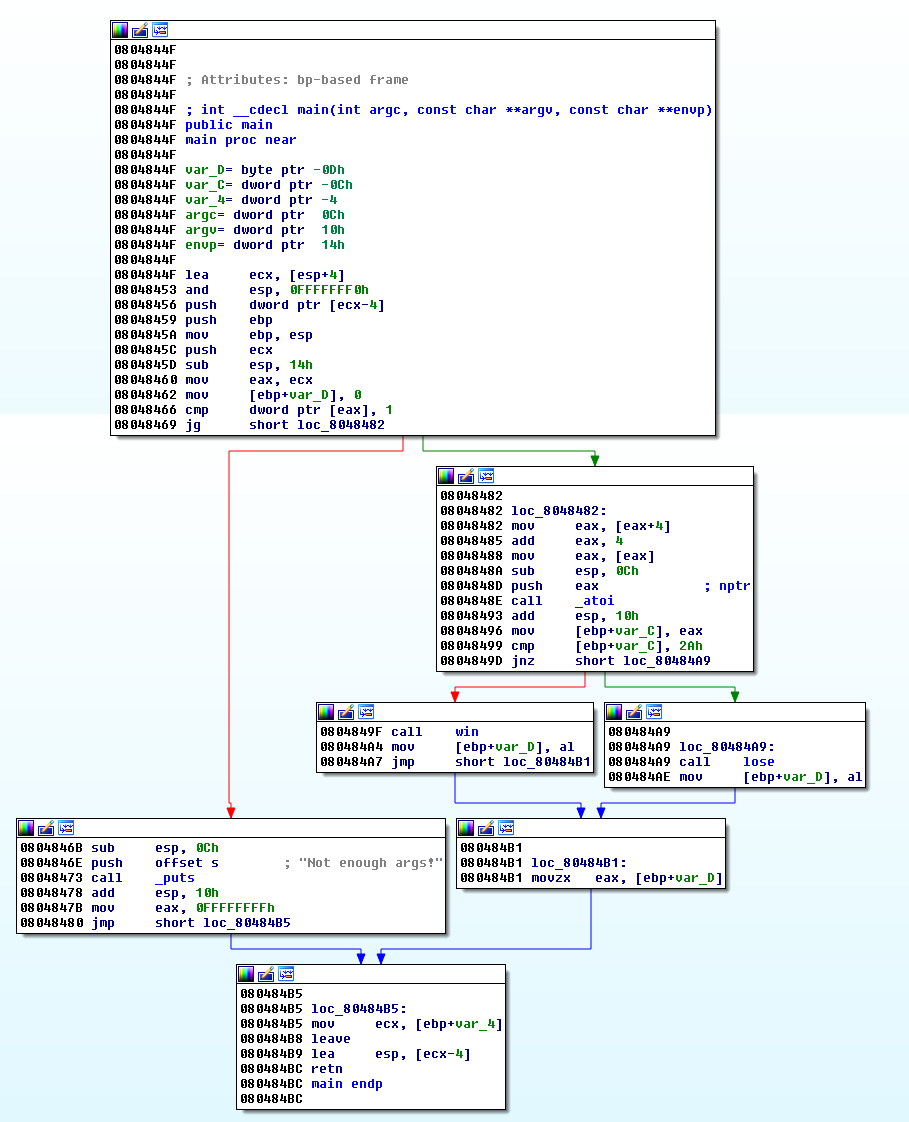 0804844F
0804844F
0804844F ; Attributes: bp-based frame
0804844F
0804844F ; int __cdecl main(int argc, const char **argv, const char **envp)
0804844F public main
0804844F main proc near
0804844F
0804844F var_D= byte ptr -0Dh
0804844F var_C= dword ptr -0Ch
0804844F var_4= dword ptr -4
0804844F argc= dword ptr  0Ch
0804844F argv= dword ptr  10h
0804844F envp= dword ptr  14h
0804844F
0804844F lea     ecx, [esp+4]
08048453 and     esp, 0FFFFFFF0h
08048456 push    dword ptr [ecx-4]
08048459 push    ebp
0804845A mov     ebp, esp
0804845C push    ecx
0804845D sub     esp, 14h
08048460 mov     eax, ecx
08048462 mov     [ebp+var_D], 0
08048466 cmp     dword ptr [eax], 1
08048469 jg      short loc_8048482
08048482
08048482 loc_8048482:
08048482 mov     eax, [eax+4]
08048485 add     eax, 4
08048488 mov     eax, [eax]
0804848A sub     esp, 0Ch
0804848D push    eax             ; nptr
0804848E call    _atoi
08048493 add     esp, 10h
08048496 mov     [ebp+var_C], eax
08048499 cmp     [ebp+var_C], 2Ah
0804849D jnz     short loc_80484A9
0804849F call    win
080484A4 mov     [ebp+var_D], al
080484A7 jmp     short loc_80484B1
080484A9
080484A9 loc_80484A9:
080484A9 call    lose
080484AE mov     [ebp+var_D], al
0804846B sub     esp, 0Ch
0804846E push    offset s        ; "Not enough args!"
08048473 call    _puts
08048478 add     esp, 10h
0804847B mov     eax, 0FFFFFFFFh
08048480 jmp     short loc_80484B5
080484B1
080484B1 loc_80484B1:
080484B1 movzx   eax, [ebp+var_D]
080484B5
080484B5 loc_80484B5:
080484B5 mov     ecx, [ebp+var_4]
080484B8 leave
080484B9 lea     esp, [ecx-4]
080484BC retn
080484BC main endp
080484BC